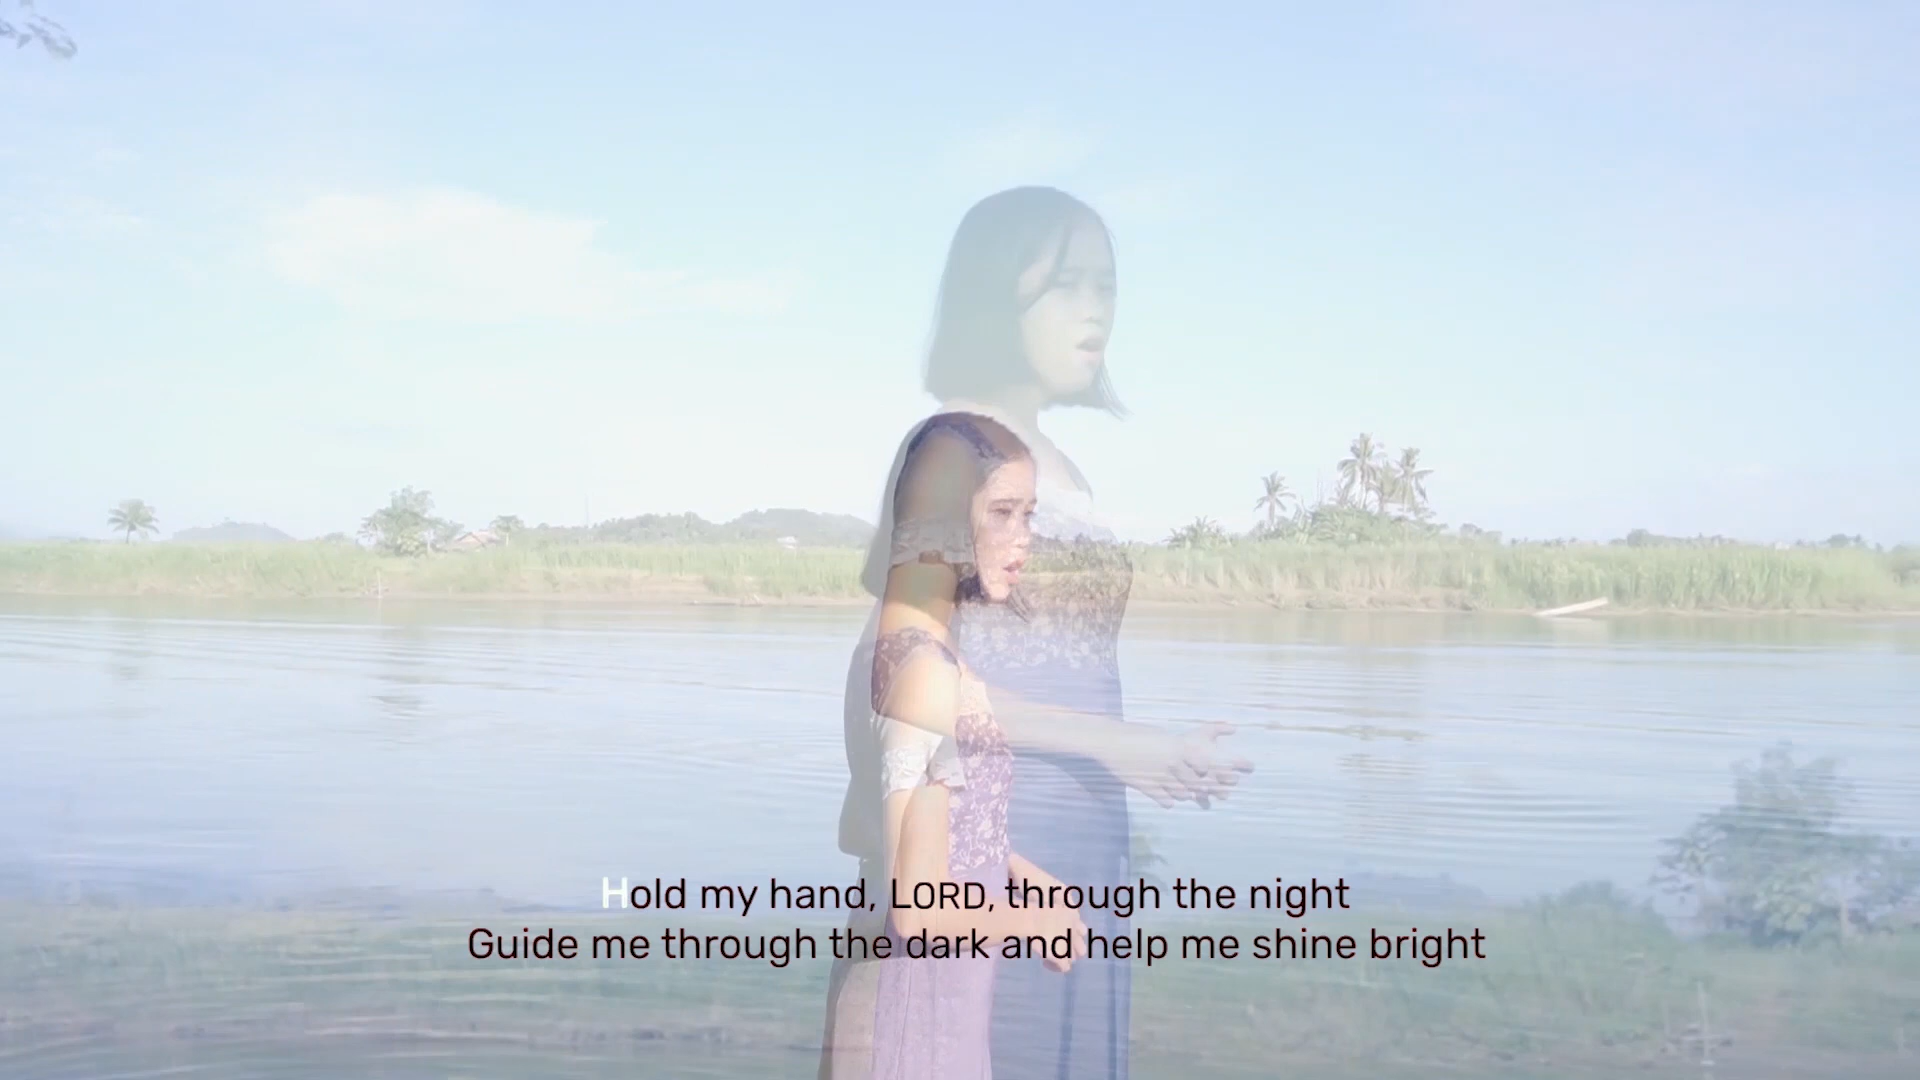 Hold my hand, LORD, through the night
Guide me through the dark and help me shine bright